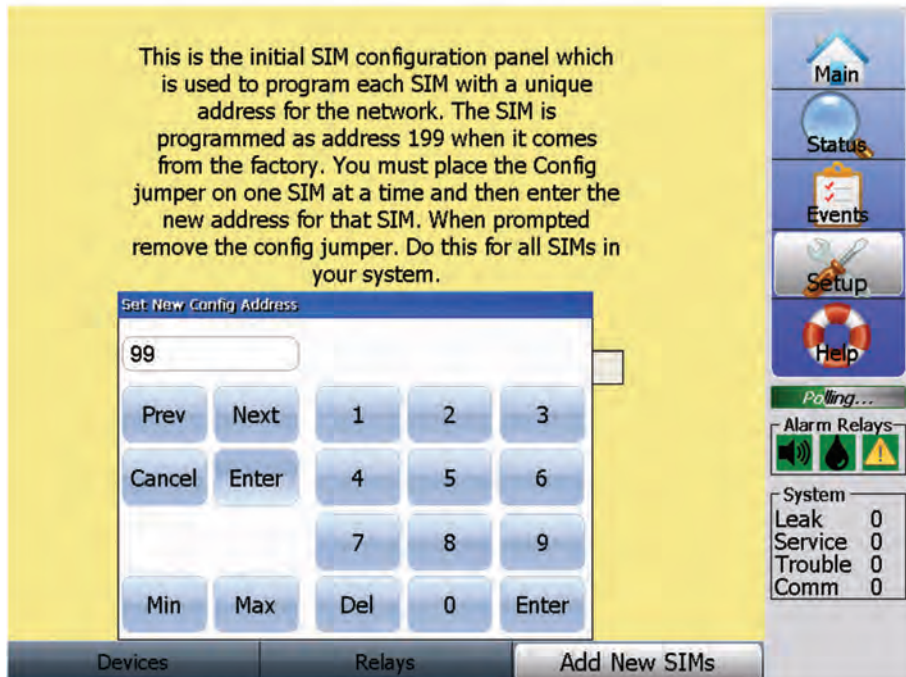 This is the initial SIM configuration panel which
is used to program each SIM with a unique
address for the network. The SIM is
programmed as address 199 when it comes
from the factory. You must place the Config
jumper on one SIM at a time and then enter the
new address for that SIM. When prompted
remove the config jumper. Do this for all SIMs in
your system.
Set New Config Address
99
Prev Next 1 2 3
Cancel Enter 4 5 6
7 8 9
Min Max Del 0 Enter
Devices Relays Add New SIMs
Main
Status
Events
Setup
Help
Polling...
Alarm Relays
System
Leak 0
Service 0
Trouble 0
Comm 0